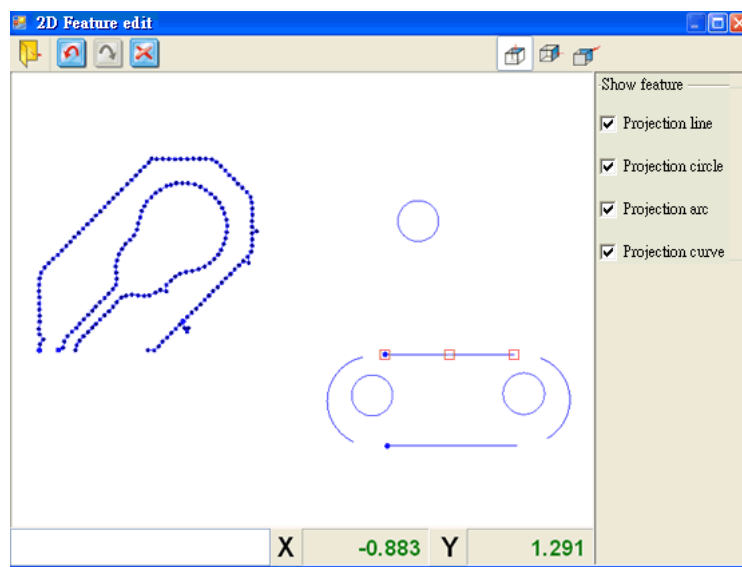 2D Feature edit
Show feature
Projection line
Projection circle
Projection arc
Projection curve
X -0.883 Y 1.291